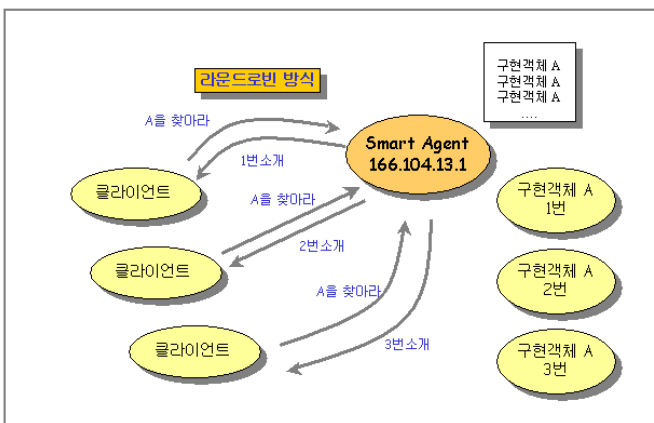 라운드로빈 방식
구현객체 A
구현객체 A
구현객체 A
....
A을 찾아라
1번소개
Smart Agent
166.104.13.1
클라이언트
A을 찾아라
구현객체 A
1번
2번소개
클라이언트
A을 찾아라
구현객체 A
2번
클라이언트
3번소개
구현객체 A
3번